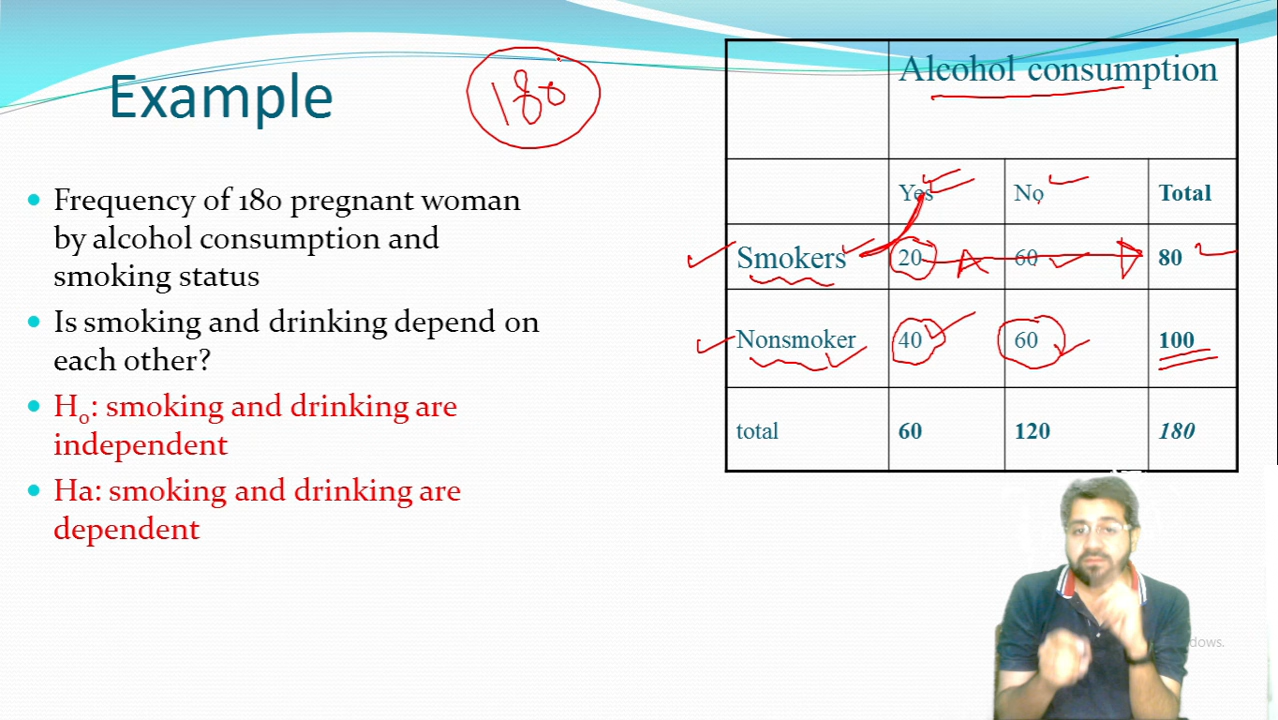 Example
180
Frequency of 180 pregnant woman
by alcohol consumption and
smoking status
Is smoking and drinking depend on
each other?
H0: smoking and drinking are
independent
Ha: smoking and drinking are
dependent
Alcohol consumption
Yes No Total
Smokers 20 60 80
Nonsmoker 40 60 100
total 60 120 180